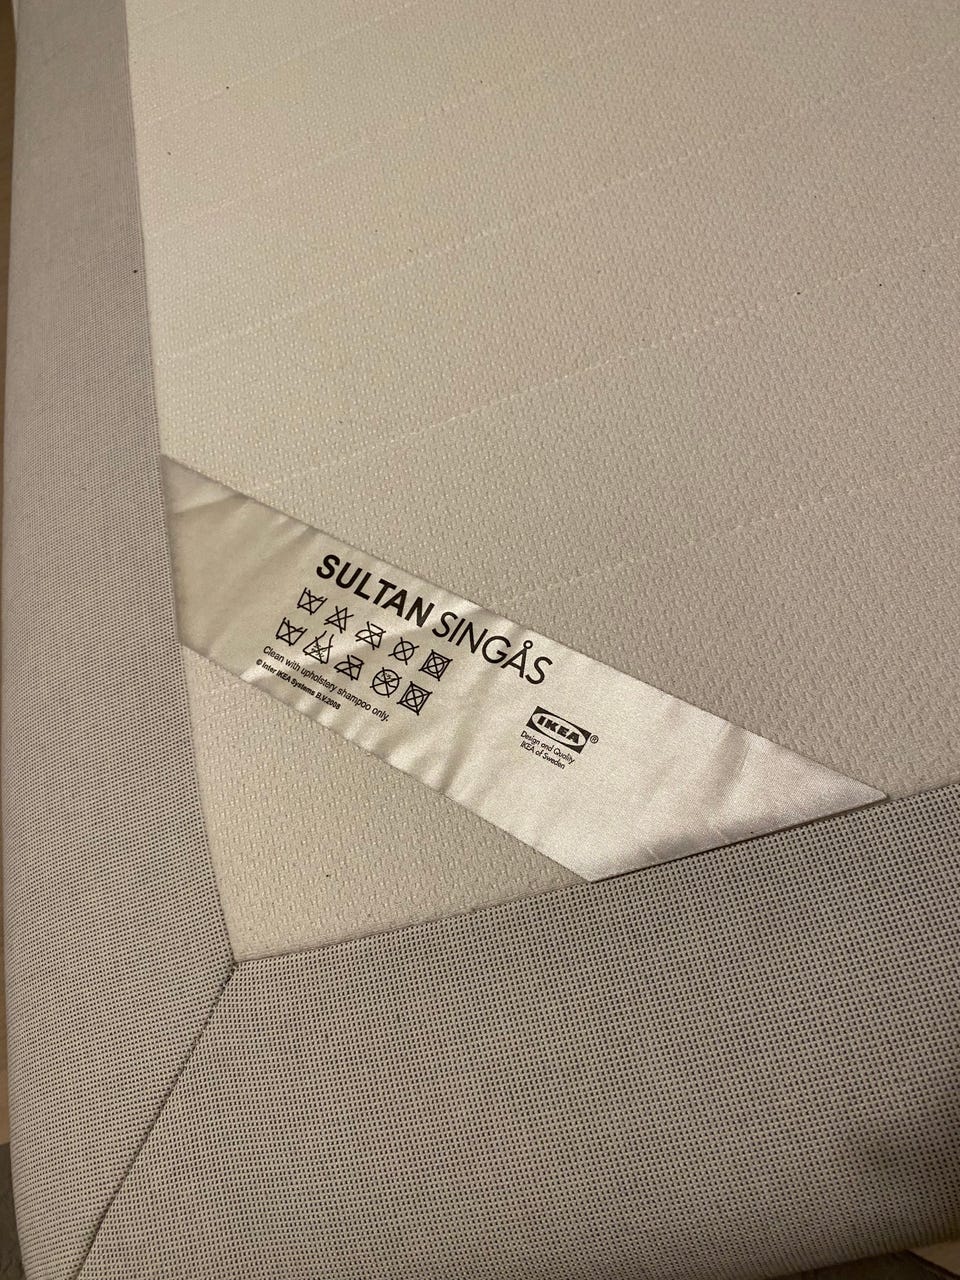 SULTAN SINGÅS
Clean with upholstery shampoo only.
© Inter IKEA Systems B.V.2008
IKEA®
Design and Quality
IKEA of Sweden